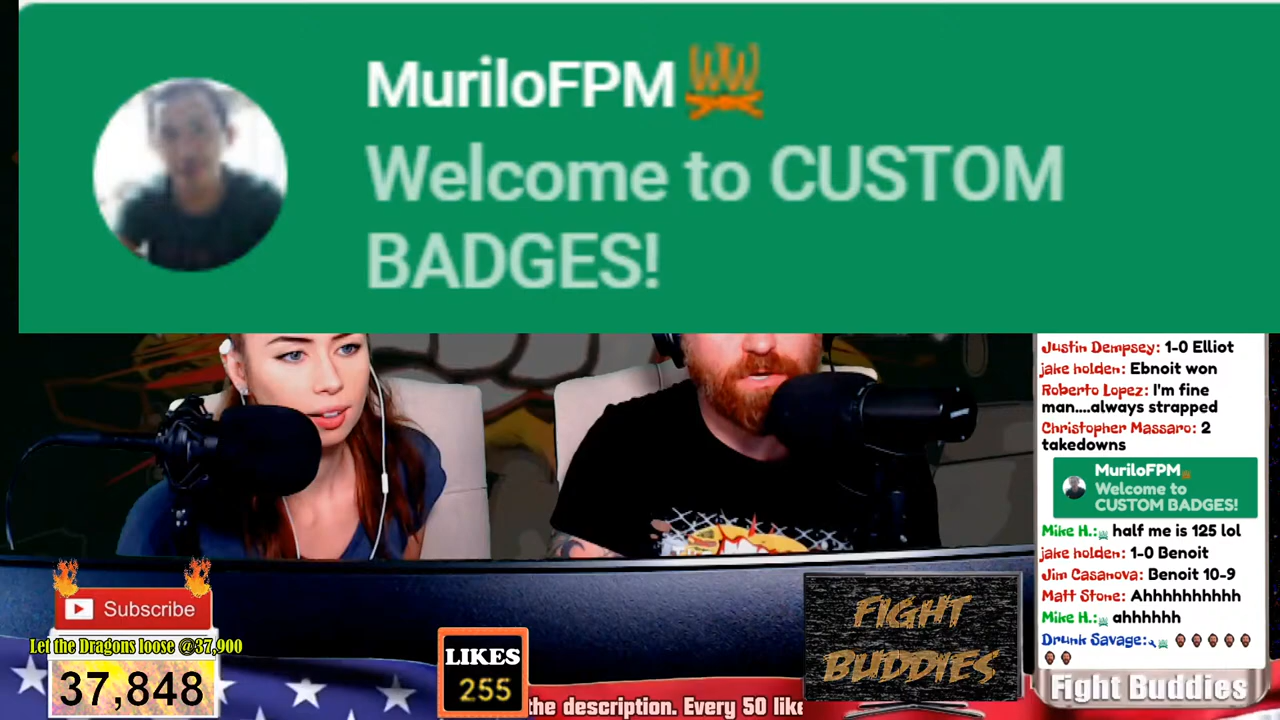 MuriloFPM
Welcome to CUSTOM
BADGES!
Justin Dempsey: 1-0 Elliot
jake holden: Ebnoit won
Roberto Lopez: I'm fine
man....always strapped
Christopher Massaro: 2
takedowns
MuriloFPM
Welcome to
CUSTOM BADGES!
Mike H.: half me is 125 lol
jake holden: 1-0 Benoit
Jim Casanova: Benoit 10-9
Matt Stone: Ahhhhhhhhhh
Mike H.: ahhhhhh
Drunk Savage:
Fight Buddies
Subscribe
Let the Dragons loose @37,900
37,848
LIKES
255
FIGHT
BUDDIES
the description. Every 50 like